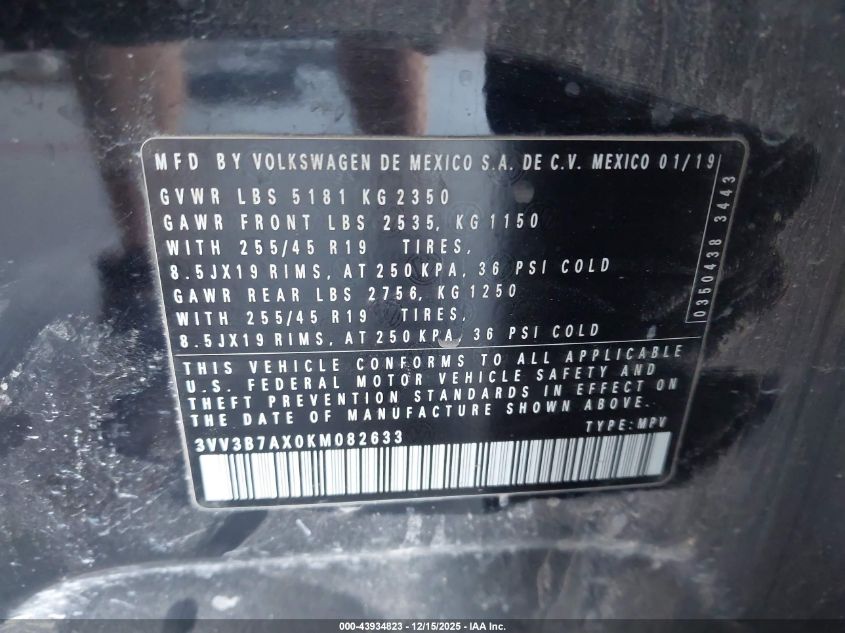 MFD BY VOLKSWAGEN DE MEXICO S.A. DE C.V. MEXICO 01/19
GVWR LBS 5181 KG 2350
GAWR FRONT LBS 2535, KG 1150
WITH 255/45 R19 TIRES,
8.5JX19 RIMS, AT 250 KPA, 36 PSI COLD
GAWR REAR LBS 2756, KG 1250
WITH 255/45 R19 TIRES,
8.5JX19 RIMS, AT 250 KPA, 36 PSI COLD
0350438 3443
THIS VEHICLE CONFORMS TO ALL APPLICABLE
U.S. FEDERAL MOTOR VEHICLE SAFETY AND
THEFT PREVENTION STANDARDS IN EFFECT ON
THE DATE OF MANUFACTURE SHOWN ABOVE.
3VV3B7AX0KM082633 TYPE: MPV
000-43934823 - 12/15/2025 - IAA Inc.